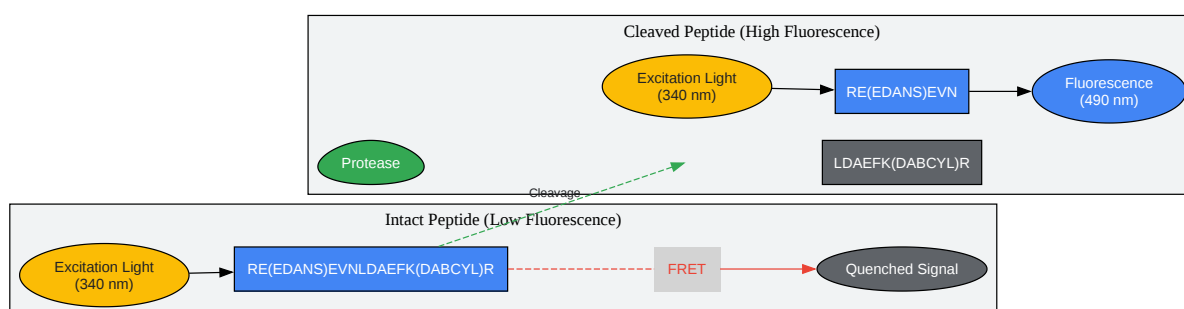 Cleaved Peptide (High Fluorescence)
Excitation Light
(340 nm)
RE(EDANS)EVN
Fluorescence
(490 nm)
Protease
LDAEFK(DABCYL)R
Cleavage
Intact Peptide (Low Fluorescence)
Excitation Light
(340 nm)
RE(EDANS)EVNLDAEFK(DABCYL)R
FRET
Quenched Signal